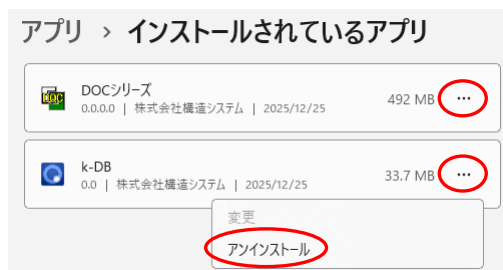 アプリ › インストールされているアプリ
DOC
DOCシリーズ
0.0.0.0 | 株式会社構造システム | 2025/12/25
492 MB
...
k-DB
0.0 | 株式会社構造システム | 2025/12/25
33.7 MB
...
変更
アンインストール